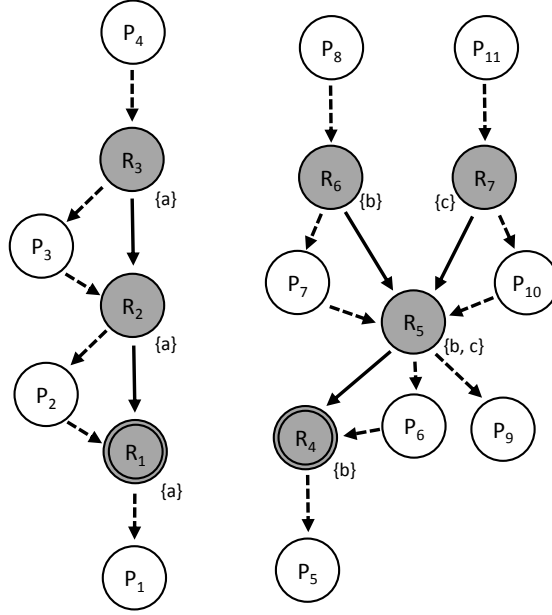 P₄
R₃
{a}
P₃
R₂
{a}
P₂
R₁
{a}
P₁
P₈
P₁₁
R₆
{b}
R₇
{c}
P₇
P₁₀
R₅
{b, c}
R₄
{b}
P₆
P₉
P₅